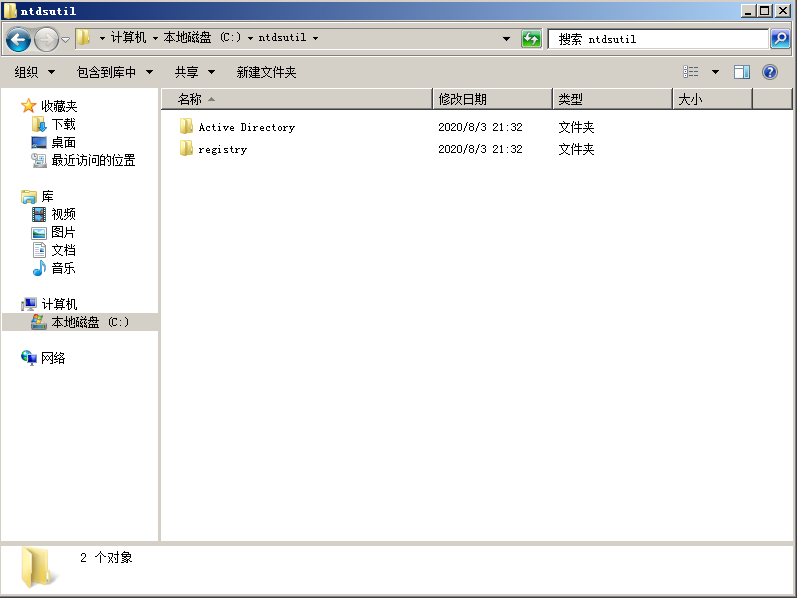 ntdsutil
计算机 本地磁盘 (C:) ntdsutil
搜索 ntdsutil
组织 包含到库中 共享 新建文件夹
名称 修改日期 类型 大小
收藏夹
下载
桌面
最近访问的位置
库
视频
图片
文档
音乐
计算机
本地磁盘 (C:)
网络
Active Directory 2020/8/3 21:32 文件夹
registry 2020/8/3 21:32 文件夹
2 个对象